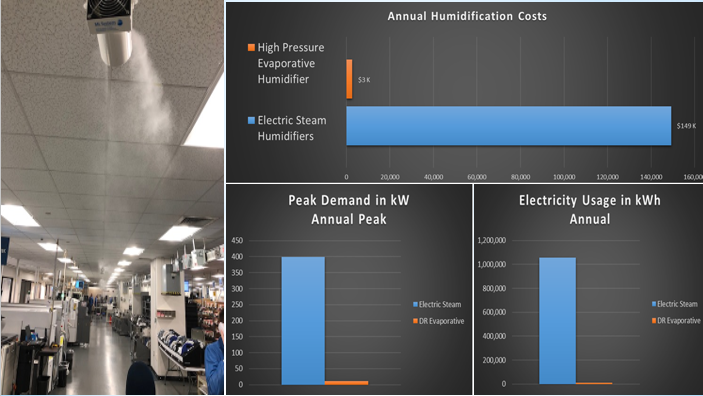 Annual Humidification Costs
High Pressure
Evaporative
Humidifier
$3 K
Electric Steam
Humidifiers
$149 K
0 20,000 40,000 60,000 80,000 100,000 120,000 140,000 160,000
Peak Demand in kW
Annual Peak
450
400
350
300
250
200
150
100
50
0
Electric Steam
DR Evaporative
Electricity Usage in kWh
Annual
1,200,000
1,000,000
800,000
600,000
400,000
200,000
0
Electric Steam
DR Evaporative